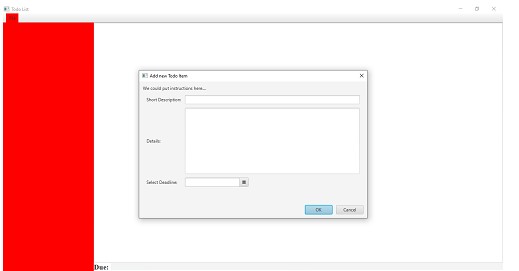 Todo List
Add new Todo Item
We could put instructions here...
Short Description:
Details:
Select Deadline:
OK
Cancel
Due: